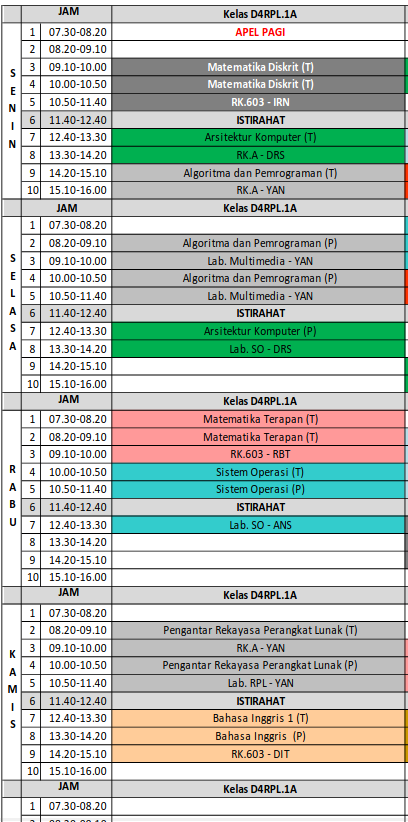 JAM Kelas D4RPL.1A
SENIN
1 07.30-08.20 APEL PAGI
2 08.20-09.10
3 09.10-10.00 Matematika Diskrit (T)
4 10.00-10.50 Matematika Diskrit (T)
5 10.50-11.40 RK.603 - IRN
6 11.40-12.40 ISTIRAHAT
7 12.40-13.30 Arsitektur Komputer (T)
8 13.30-14.20 RK.A - DRS
9 14.20-15.10 Algoritma dan Pemrograman (T)
10 15.10-16.00 RK.A - YAN
JAM Kelas D4RPL.1A
SELASA
1 07.30-08.20
2 08.20-09.10 Algoritma dan Pemrograman (P)
3 09.10-10.00 Lab. Multimedia - YAN
4 10.00-10.50 Algoritma dan Pemrograman (P)
5 10.50-11.40 Lab. Multimedia - YAN
6 11.40-12.40 ISTIRAHAT
7 12.40-13.30 Arsitektur Komputer (P)
8 13.30-14.20 Lab. SO - DRS
9 14.20-15.10
10 15.10-16.00
JAM Kelas D4RPL.1A
RABU
1 07.30-08.20 Matematika Terapan (T)
2 08.20-09.10 Matematika Terapan (T)
3 09.10-10.00 RK.603 - RBT
4 10.00-10.50 Sistem Operasi (T)
5 10.50-11.40 Sistem Operasi (P)
6 11.40-12.40 ISTIRAHAT
7 12.40-13.30 Lab. SO - ANS
8 13.30-14.20
9 14.20-15.10
10 15.10-16.00
JAM Kelas D4RPL.1A
KAMIS
1 07.30-08.20
2 08.20-09.10 Pengantar Rekayasa Perangkat Lunak (T)
3 09.10-10.00 RK.A - YAN
4 10.00-10.50 Pengantar Rekayasa Perangkat Lunak (P)
5 10.50-11.40 Lab. RPL - YAN
6 11.40-12.40 ISTIRAHAT
7 12.40-13.30 Bahasa Inggris 1 (T)
8 13.30-14.20 Bahasa Inggris (P)
9 14.20-15.10 RK.603 - DIT
10 15.10-16.00
JAM Kelas D4RPL.1A
1 07.30-08.20